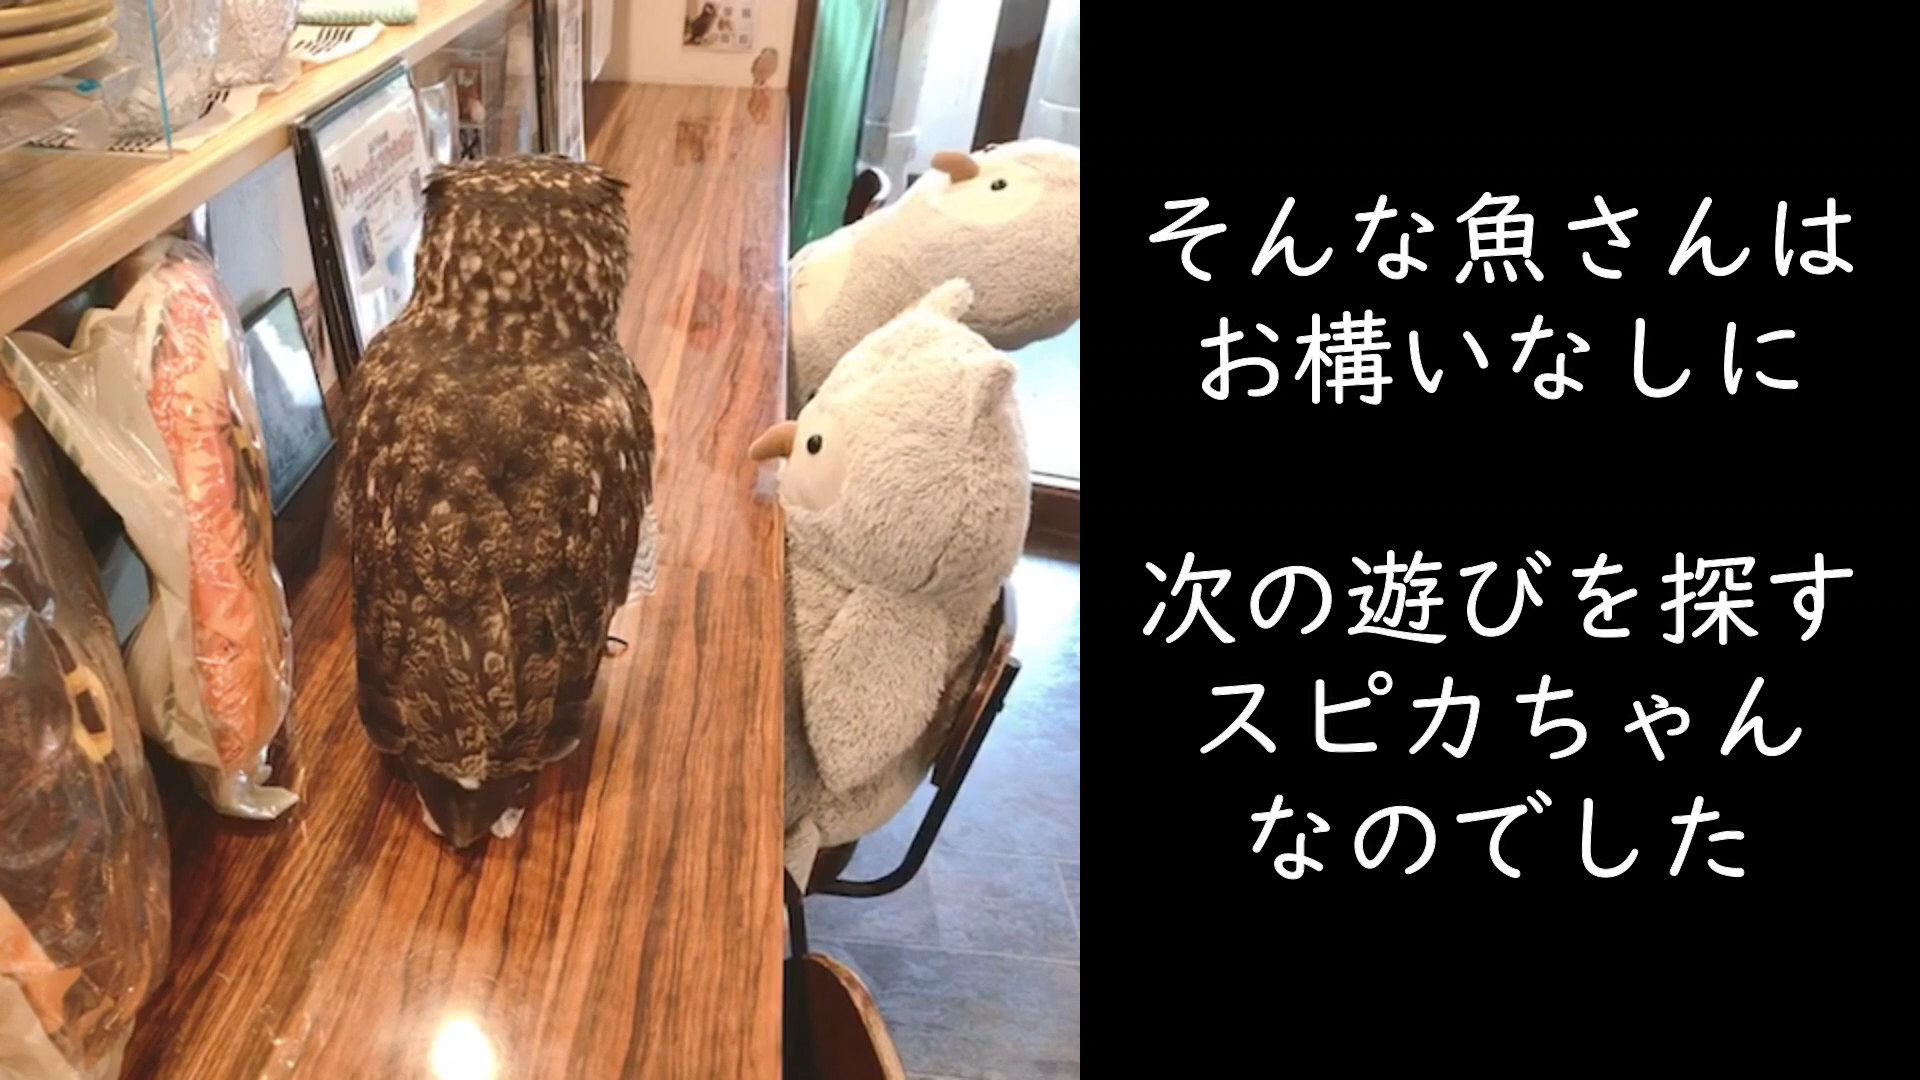 そんな魚さんは
お構いなしに
次の遊びを探す
スピカちゃん
なのでした